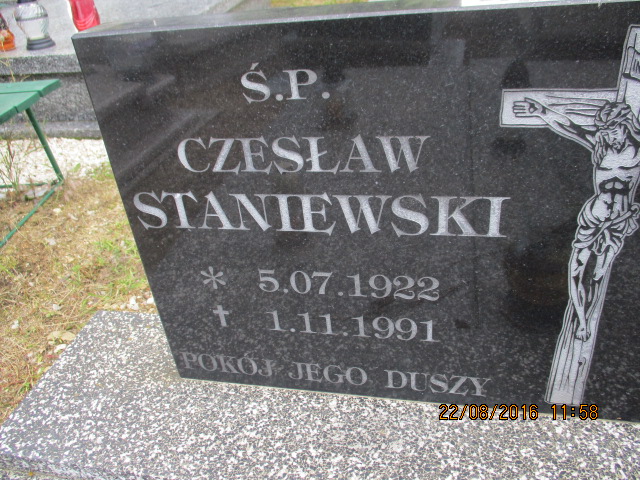 Ś.P.
CZESŁAW
STANIEWSKI
* 5.07.1922
✝ 1.11.1991
POKÓJ JEGO DUSZY
22/08/2016 11:58